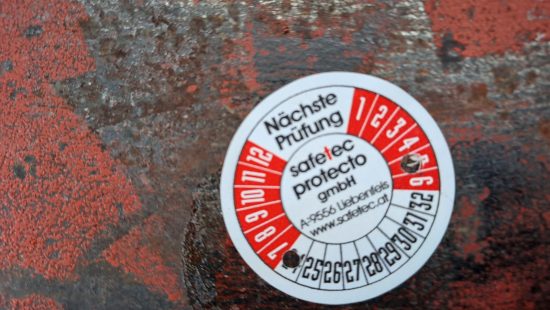 Nächste
Prüfung
safetec
protecto
gmbH
A-9556 Liebenfels
www.safetec.at
1 2 3 4 6
7 8 9 10 11 12
25 26 27 28 29 30 31 32